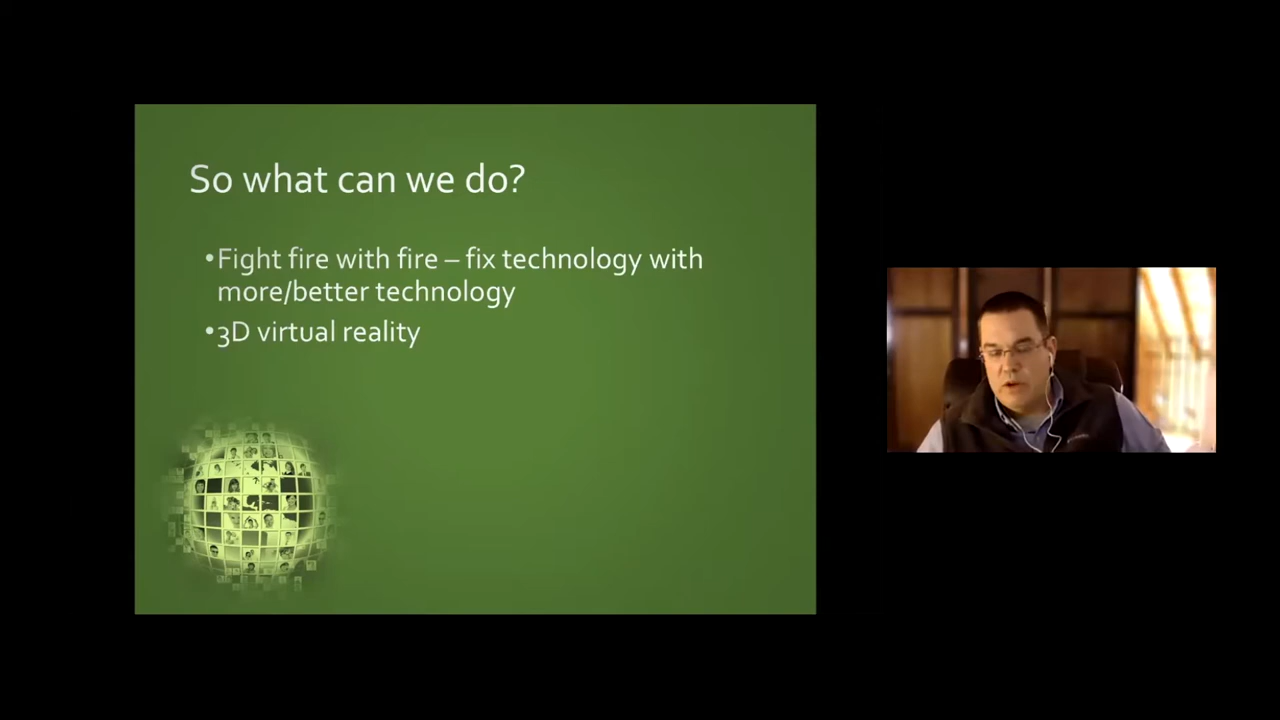 So what can we do?
•Fight fire with fire – fix technology with
more/better technology
•3D virtual reality